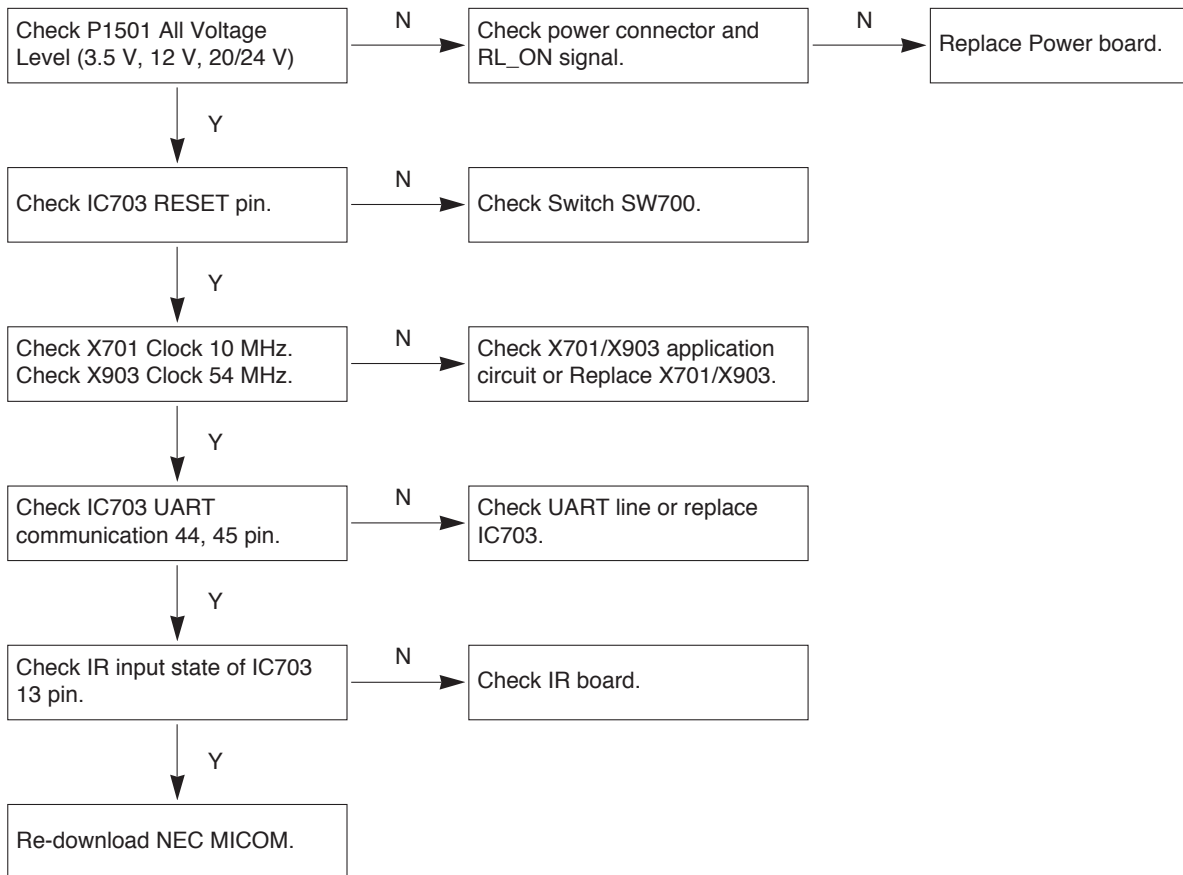 Check P1501 All Voltage
Level (3.5 V, 12 V, 20/24 V)
N
Check power connector and
RL_ON signal.
N
Replace Power board.
Y
Check IC703 RESET pin.
N
Check Switch SW700.
Y
Check X701 Clock 10 MHz.
Check X903 Clock 54 MHz.
N
Check X701/X903 application
circuit or Replace X701/X903.
Y
Check IC703 UART
communication 44, 45 pin.
N
Check UART line or replace
IC703.
Y
Check IR input state of IC703
13 pin.
N
Check IR board.
Y
Re-download NEC MICOM.